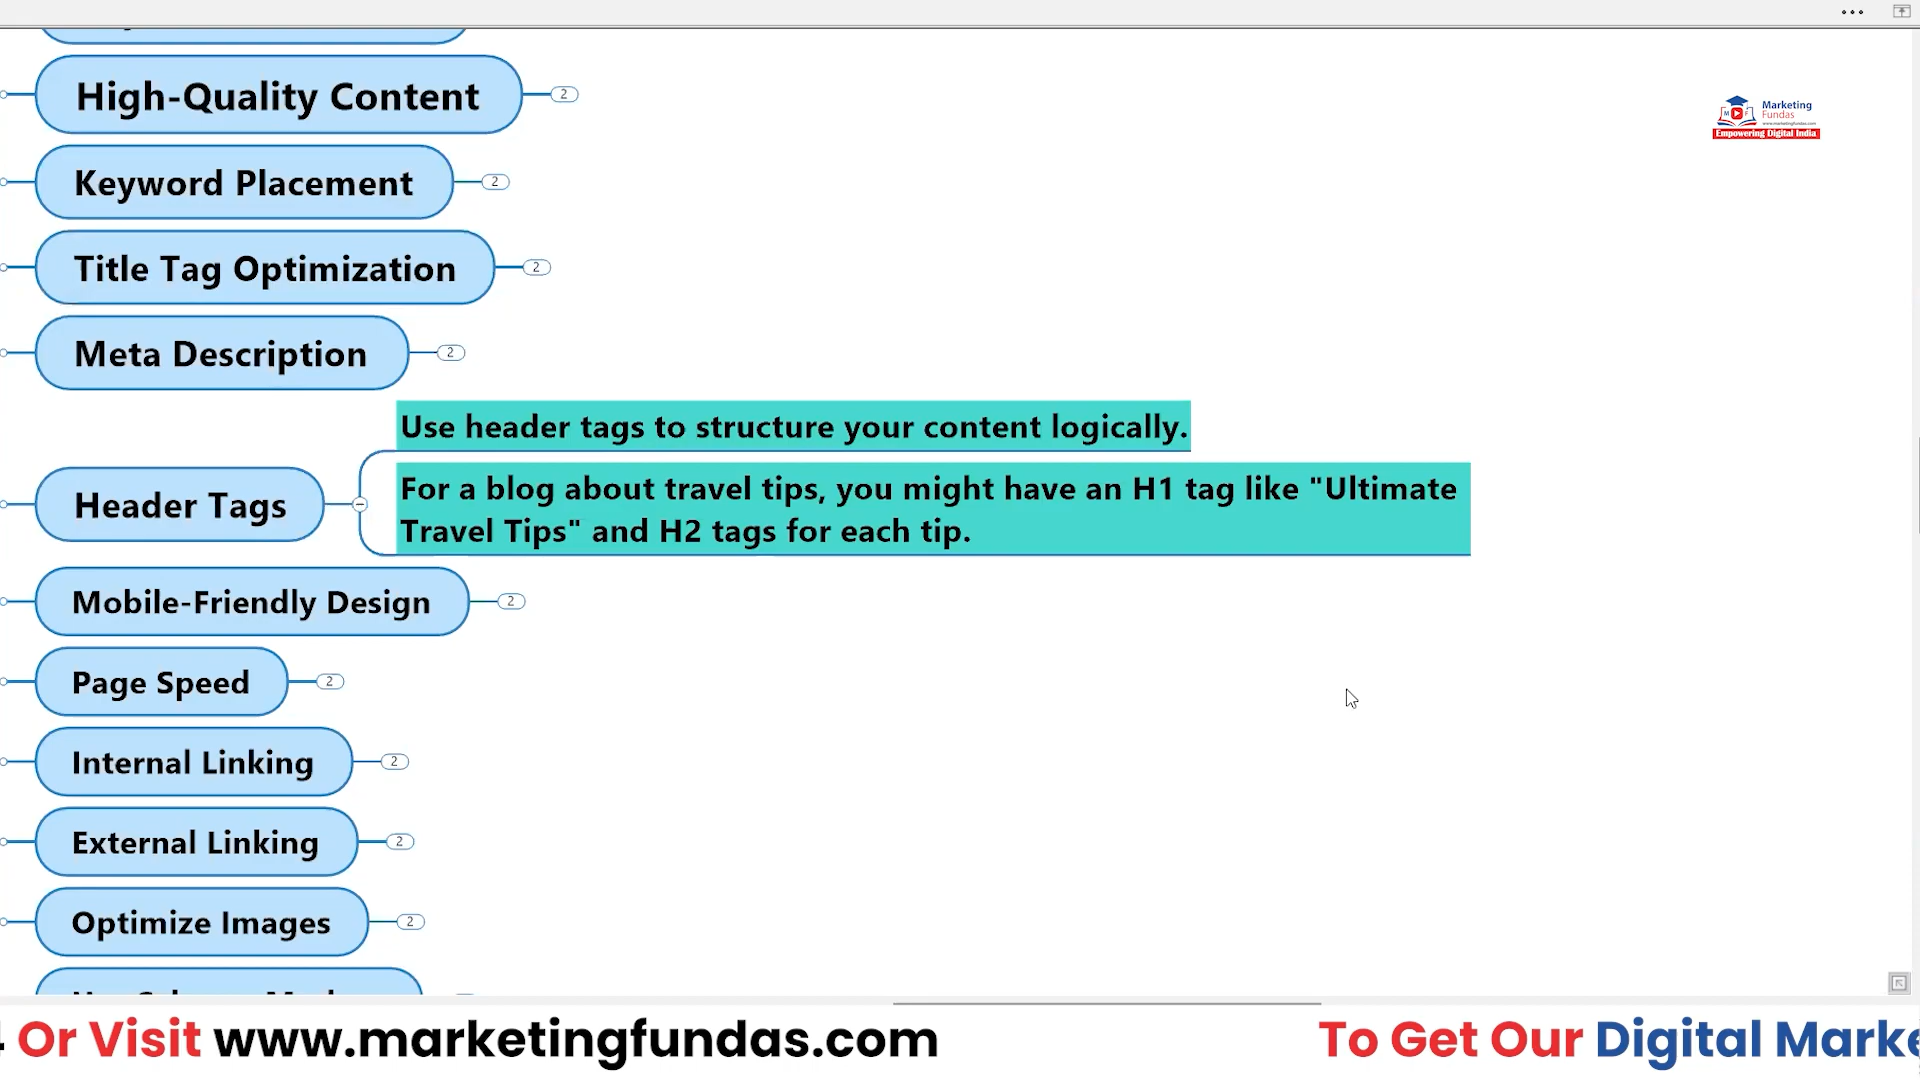 High-Quality Content
2
Keyword Placement
2
Title Tag Optimization
2
Meta Description
2
Header Tags
Use header tags to structure your content logically.
For a blog about travel tips, you might have an H1 tag like "Ultimate
Travel Tips" and H2 tags for each tip.
Mobile-Friendly Design
2
Page Speed
2
Internal Linking
2
External Linking
2
Optimize Images
2
Marketing
Fundas
www.marketingfundas.com
Empowering Digital India
Or Visit www.marketingfundas.com
To Get Our Digital Marke